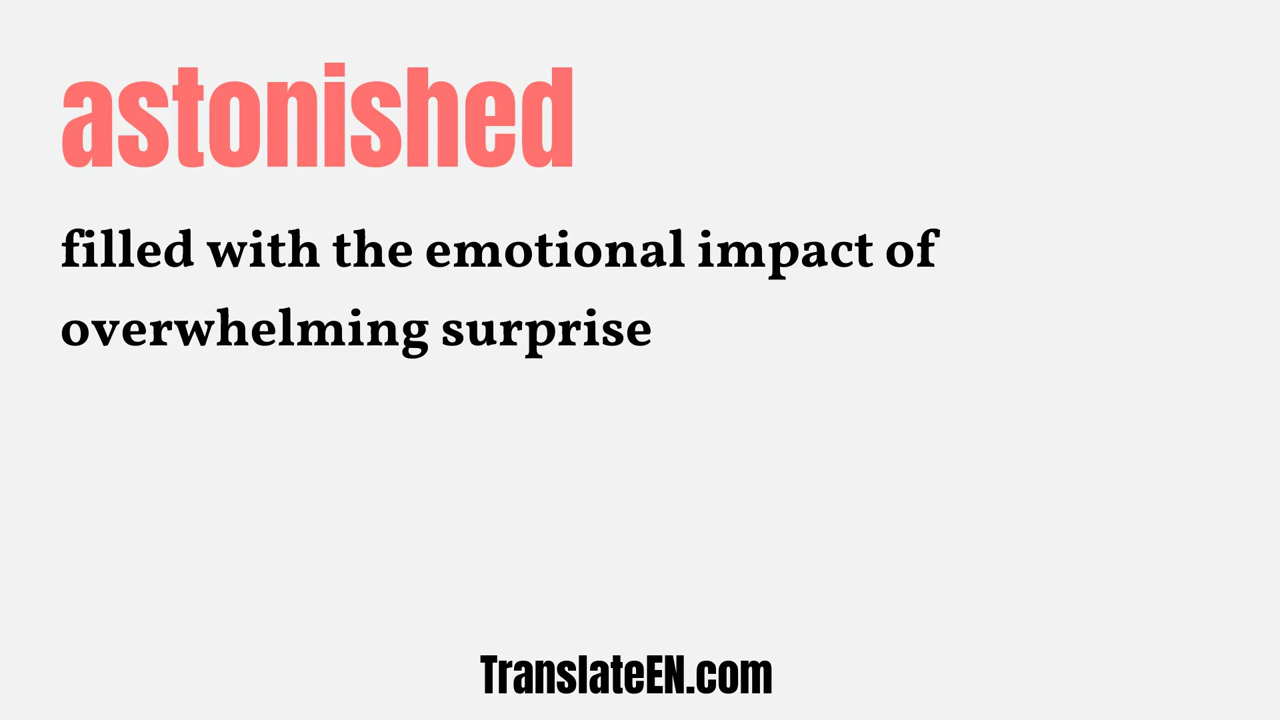 astonished
filled with the emotional impact of
overwhelming surprise
TranslateEN.com